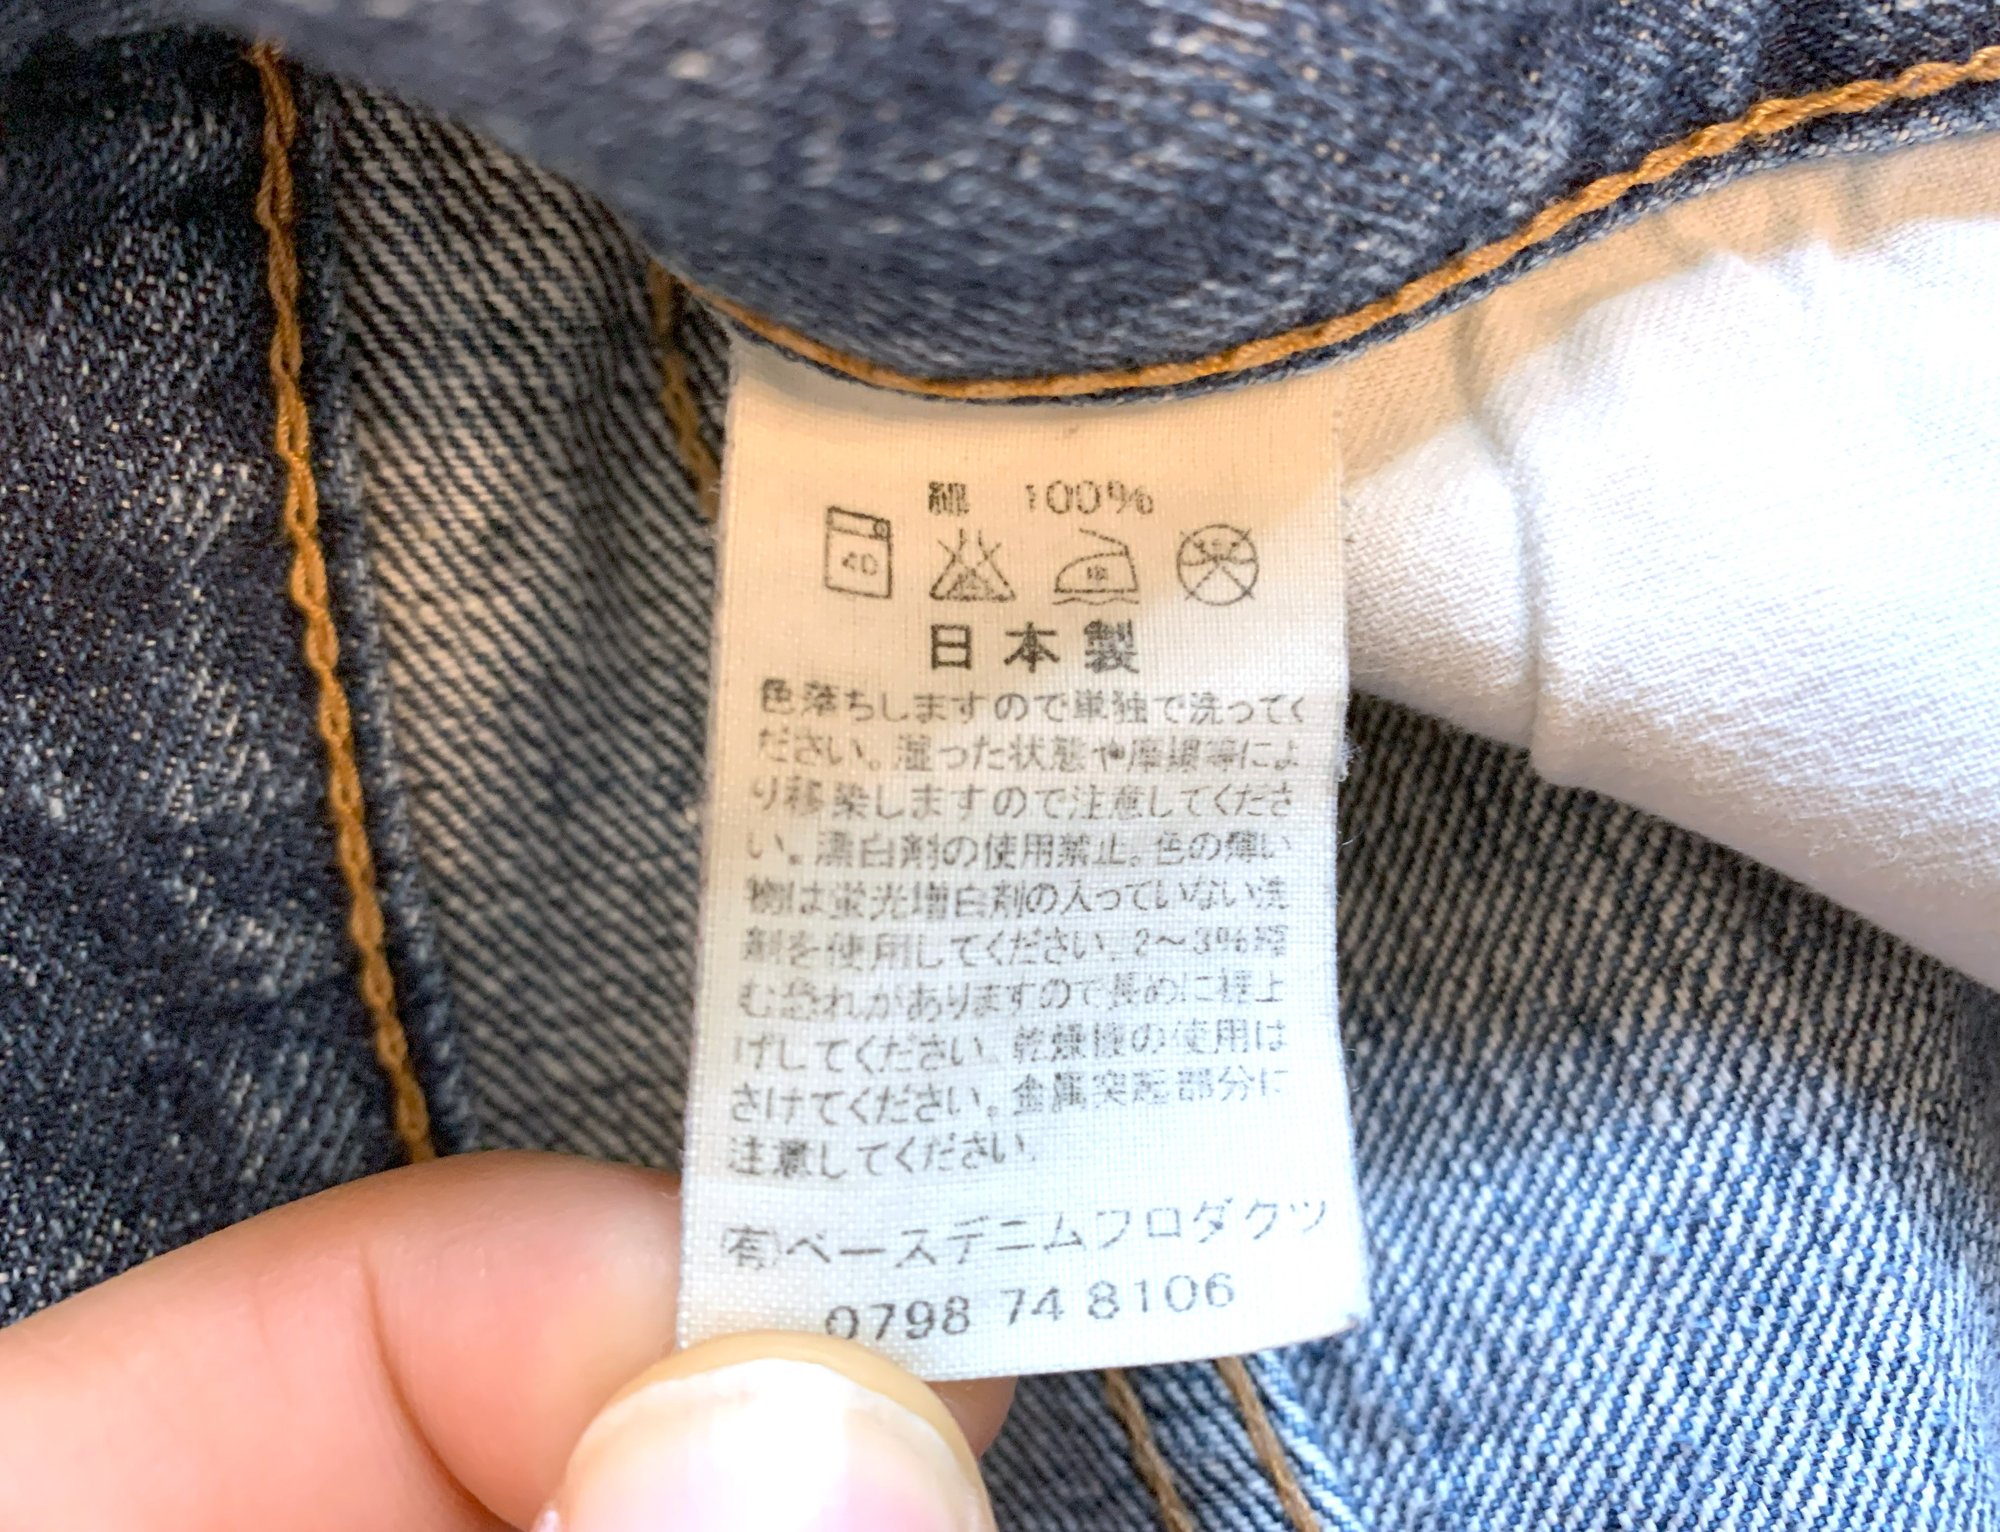 綿 100%
40
日本製
色落ちしますので単独で洗ってく
ださい。湿った状態や摩擦等によ
り移染しますので注意してくださ
い。漂白剤の使用禁止。色の薄い
物は蛍光増白剤の入っていない洗
剤を使用してください。2〜3%縮
む恐れがありますので長めに裾上
げしてください。乾燥機の使用は
さけてください。金属突起部分に
注意してください。
(有)ベースデニムプロダクツ
0798 74 8106